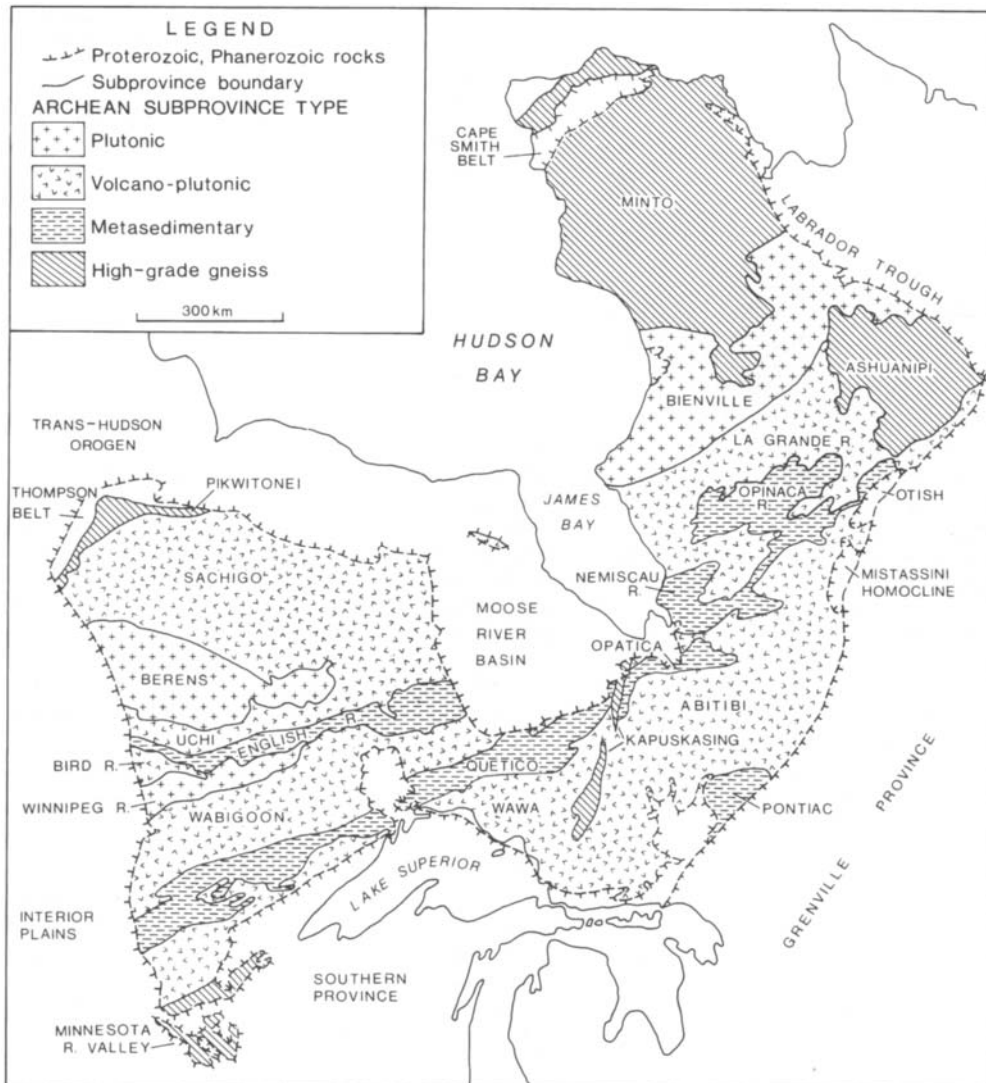 LEGEND
Proterozoic, Phanerozoic rocks
Subprovince boundary
ARCHEAN SUBPROVINCE TYPE
Plutonic
Volcano-plutonic
Metasedimentary
High-grade gneiss
300 km
CAPE
SMITH
BELT
MINTO
LABRADOR TROUGH
HUDSON
BAY
ASHUANIPI
BIENVILLE
TRANS-HUDSON
OROGEN
LA GRANDE R.
THOMPSON
BELT
PIKWITONEI
OPINACA
R.
OTISH
JAMES
BAY
SACHIGO
NEMISCAU
R.
MISTASSINI
HOMOCLINE
MOOSE
RIVER
BASIN
OPATICA
BERENS
ABITIBI
UCHI
ENGLISH R.
KAPUSKASING
BIRD R.
QUETICO
WINNIPEG R.
WABIGOON
WAWA
PONTIAC
LAKE SUPERIOR
GRENVILLE PROVINCE
INTERIOR
PLAINS
SOUTHERN
PROVINCE
MINNESOTA
R. VALLEY